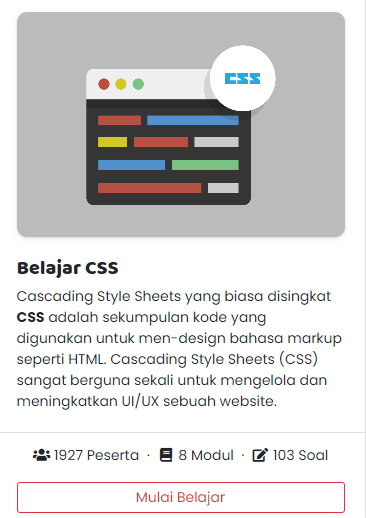 CSS
Belajar CSS
Cascading Style Sheets yang biasa disingkat
CSS adalah sekumpulan kode yang
digunakan untuk men-design bahasa markup
seperti HTML. Cascading Style Sheets (CSS)
sangat berguna sekali untuk mengelola dan
meningkatkan UI/UX sebuah website.
1927 Peserta · 8 Modul · 103 Soal
Mulai Belajar